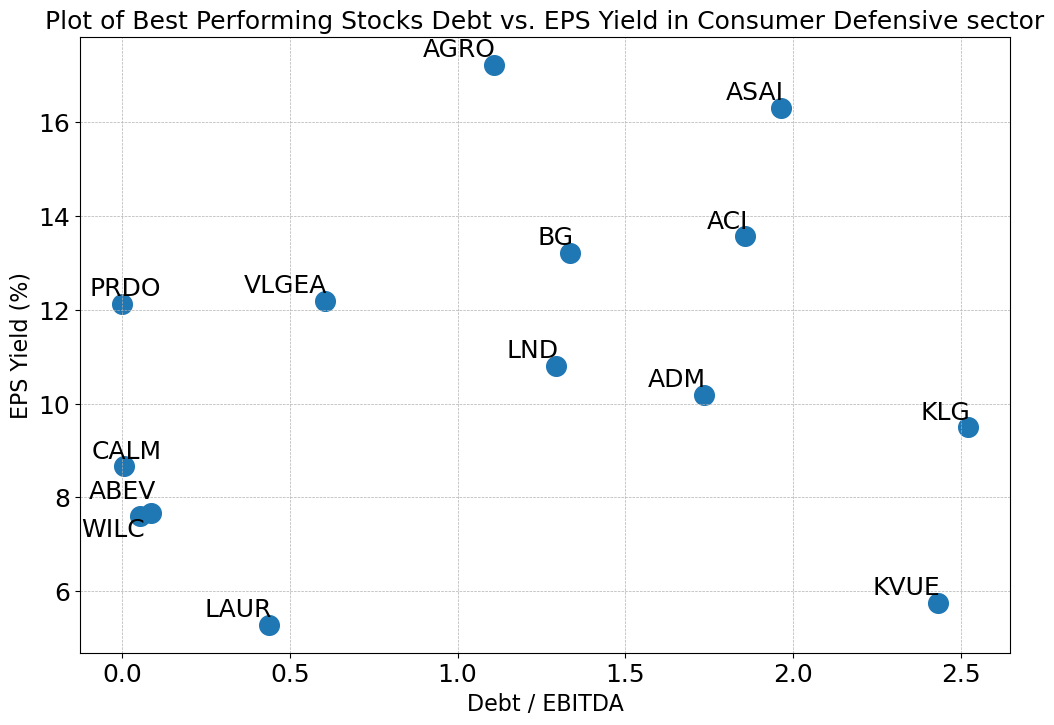 Plot of Best Performing Stocks Debt vs. EPS Yield in Consumer Defensive sector
AGRO
ASAI
16
14
ACI
BG
PRDO
VLGEA
12
LND
ADM
10
KLG
CALM
ABEV
8
WILC
KVUE
6
LAUR
EPS Yield (%)
0.0 0.5 1.0 1.5 2.0 2.5
Debt / EBITDA